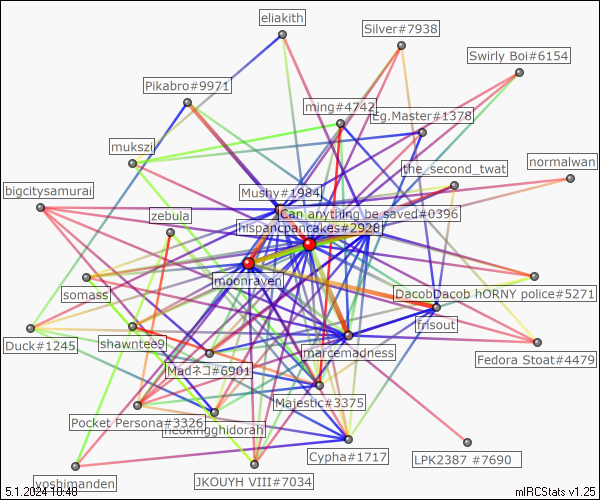 eliakith
Silver#7938
Swirly Boi#6154
Pikabro#9971
ming#4742
Eg.Master#1378
mukszi
normalwan
the_second_twat
bigcitysamurai
Mushy#1984
zebula
Can anything be saved#0396
hispancpancakes#2928
moonraven
somass
DacobDacob hORNY police#5271
frisout
Duck#1245
shawntee9
marcemadness
Fedora Stoat#4479
Madネコ#6901
Majestic#3375
Pocket Persona#3326
neokingghidorah
Cypha#1717
LPK2387 #7690
yoshimanden
JKOUYH VIII#7034
5.1.2024 10:48
mIRCStats v1.25